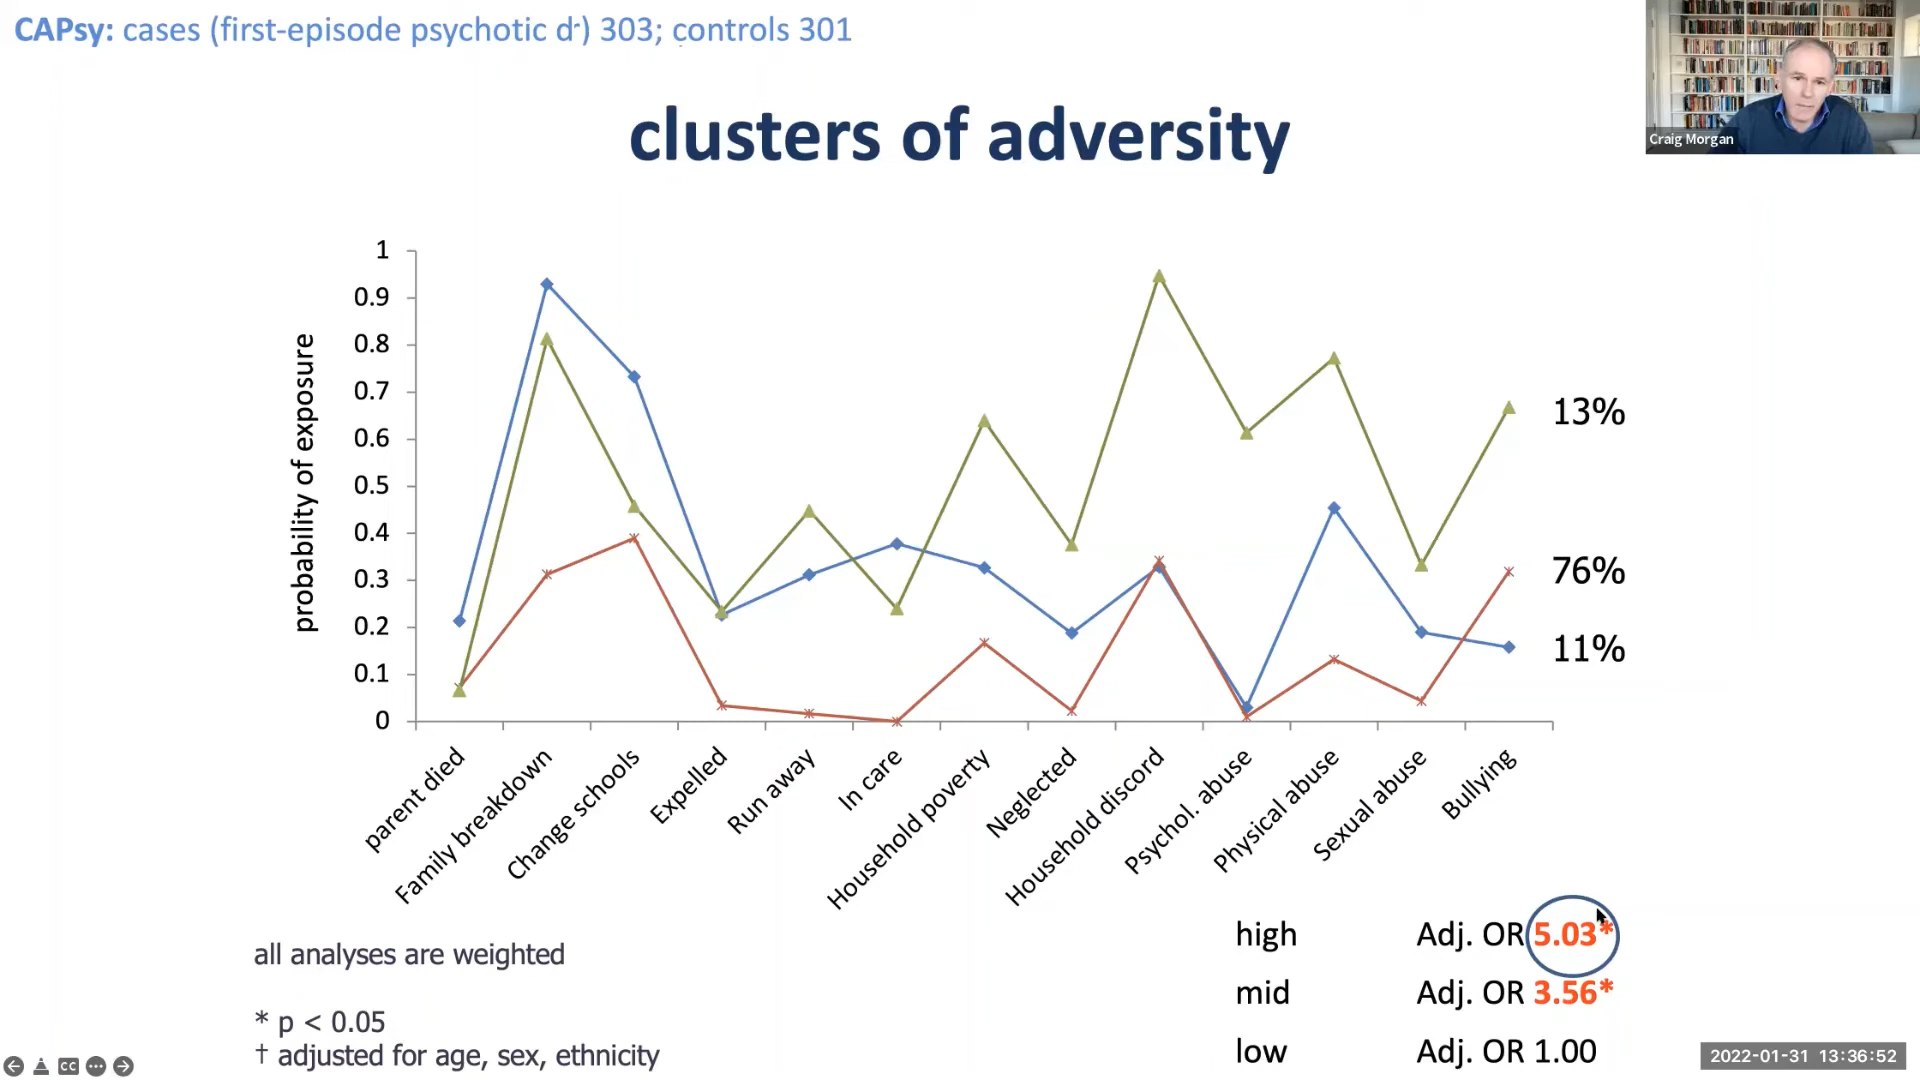 CAPsy: cases (first-episode psychotic dr) 303; controls 301
Craig Morgan
clusters of adversity
probability of exposure
1
0.9
0.8
0.7
0.6
0.5
0.4
0.3
0.2
0.1
0
13%
76%
11%
parent died
Family breakdown
Change schools
Expelled
Run away
In care
Household poverty
Neglected
Household discord
Psychol. abuse
Physical abuse
Sexual abuse
Bullying
high Adj. OR 5.03*
mid Adj. OR 3.56*
low Adj. OR 1.00
all analyses are weighted
* p < 0.05
† adjusted for age, sex, ethnicity
CC
2022-01-31 13:36:52